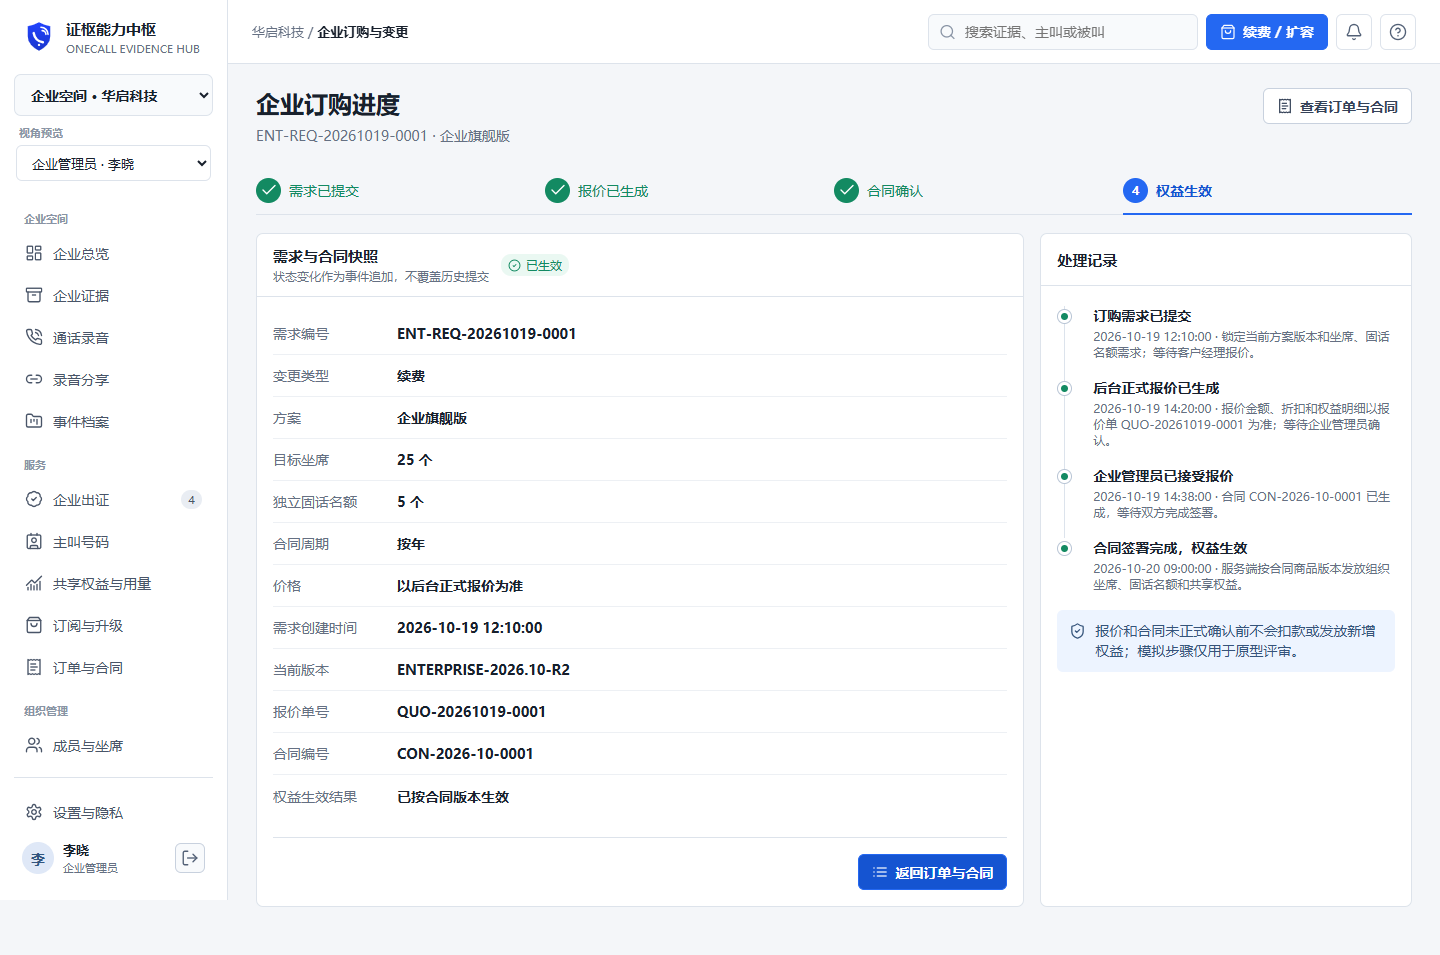 证枢能力中枢
ONECALL EVIDENCE HUB
企业空间 • 华启科技
视角预览
企业管理员 · 李晓
企业空间
企业总览
企业证据
通话录音
录音分享
事件档案
服务
企业出证
4
主叫号码
共享权益与用量
订阅与升级
订单与合同
组织管理
成员与坐席
设置与隐私
李
李晓
企业管理员
华启科技 / 企业订购与变更
搜索证据、主叫或被叫
续费 / 扩容
企业订购进度
ENT-REQ-20261019-0001 · 企业旗舰版
查看订单与合同
需求已提交
报价已生成
合同确认
4 权益生效
需求与合同快照
状态变化作为事件追加，不覆盖历史提交
已生效
需求编号 ENT-REQ-20261019-0001
变更类型 续费
方案 企业旗舰版
目标坐席 25 个
独立固话名额 5 个
合同周期 按年
价格 以后台正式报价为准
需求创建时间 2026-10-19 12:10:00
当前版本 ENTERPRISE-2026.10-R2
报价单号 QUO-20261019-0001
合同编号 CON-2026-10-0001
权益生效结果 已按合同版本生效
返回订单与合同
处理记录
订购需求已提交
2026-10-19 12:10:00 · 锁定当前方案版本和坐席、固话
名额需求；等待客户经理报价。
后台正式报价已生成
2026-10-19 14:20:00 · 报价金额、折扣和权益明细以报
价单 QUO-20261019-0001 为准；等待企业管理员确
认。
企业管理员已接受报价
2026-10-19 14:38:00 · 合同 CON-2026-10-0001 已生
成，等待双方完成签署。
合同签署完成，权益生效
2026-10-20 09:00:00 · 服务端按合同商品版本发放组织
坐席、固话名额和共享权益。
报价和合同未正式确认前不会扣款或发放新增
权益；模拟步骤仅用于原型评审。